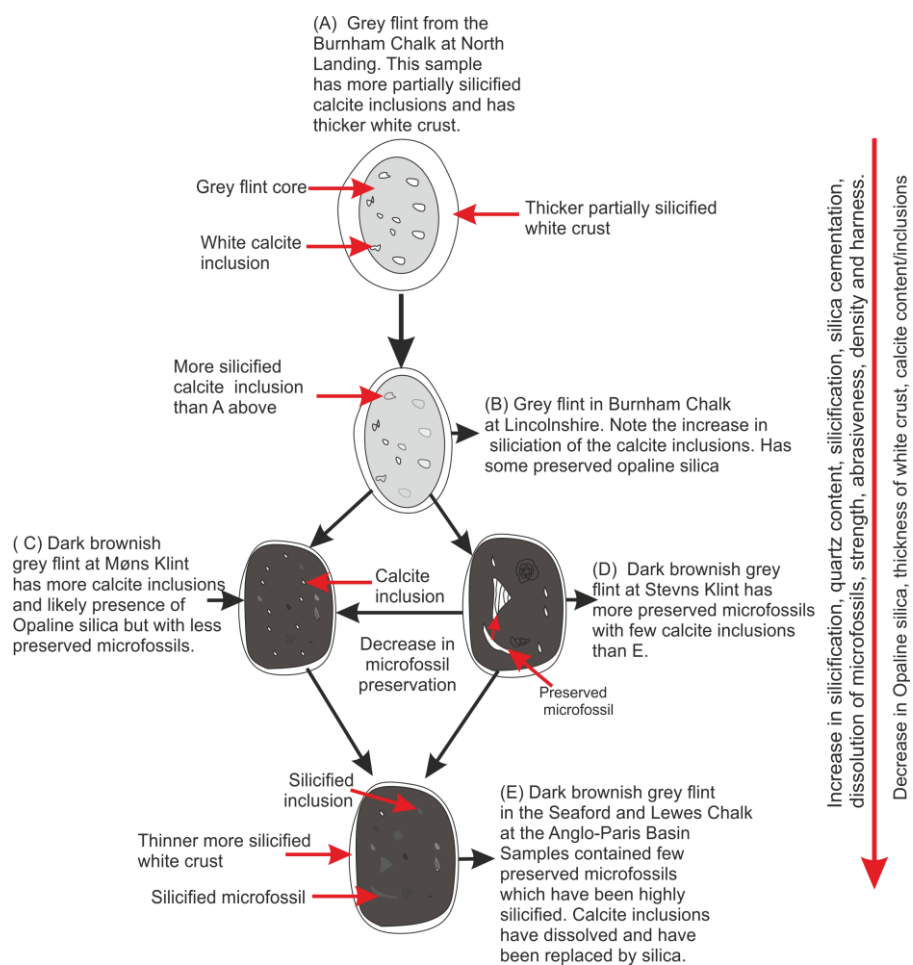 (A) Grey flint from the
Burnham Chalk at North
Landing. This sample
has more partially silicified
calcite inclusions and has
thicker white crust.
Grey flint core
Thicker partially silicified
white crust
White calcite
inclusion
More silicified
calcite inclusion
than A above
(B) Grey flint in Burnham Chalk
at Lincolnshire. Note the increase in
siliciation of the calcite inclusions. Has
some preserved opaline silica
( C) Dark brownish
grey flint at Møns Klint
has more calcite inclusions
and likely presence of
Opaline silica but with less
preserved microfossils.
Calcite
inclusion
Decrease in
microfossil
preservation
(D) Dark brownish grey
flint at Stevns Klint has
more preserved microfossils
with few calcite inclusions
than E.
Preserved
microfossil
Silicified
inclusion
Thinner more silicified
white crust
Silicified microfossil
(E) Dark brownish grey flint
in the Seaford and Lewes Chalk
at the Anglo-Paris Basin
Samples contained few
preserved microfossils
which have been highly
silicified. Calcite inclusions
have dissolved and have
been replaced by silica.
Increase in silicification, quartz content, silicification, silica cementation,
dissolution of microfossils, strength, abrasiveness, density and harness.
Decrease in Opaline silica, thickness of white crust, calcite content/inclusions